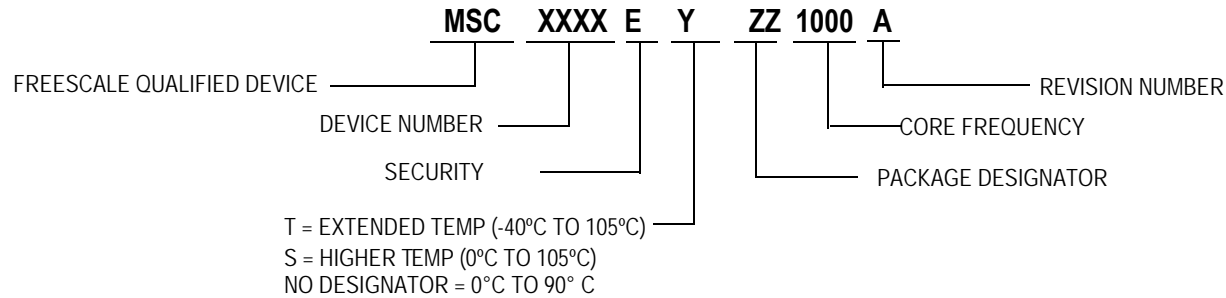 MSC XXXX E Y ZZ 1000 A
FREESCALE QUALIFIED DEVICE
REVISION NUMBER
DEVICE NUMBER
CORE FREQUENCY
SECURITY
PACKAGE DESIGNATOR
T = EXTENDED TEMP (-40ºC TO 105ºC)
S = HIGHER TEMP (0ºC TO 105ºC)
NO DESIGNATOR = 0°C TO 90° C